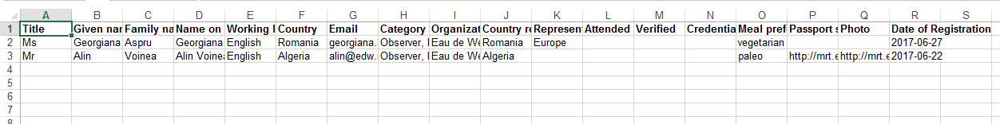 A B C D E F G H I J K L M N O P Q R S
1 Title Given nan Family na Name on Working l Country Email Category Organizat Country re Represent Attended Verified Credentia Meal pref Passport s Photo Date of Registration
2 Ms Georgiana Aspru Georgiana English Romania georgiana. Observer, Eau de We Romania Europe vegetarian 2017-06-27
3 Mr Alin Voinea Alin Voinea English Algeria alin@edw. Observer, Eau de We Algeria paleo http://mrt.e http://mrt.e 2017-06-22
4
5
6
7
8